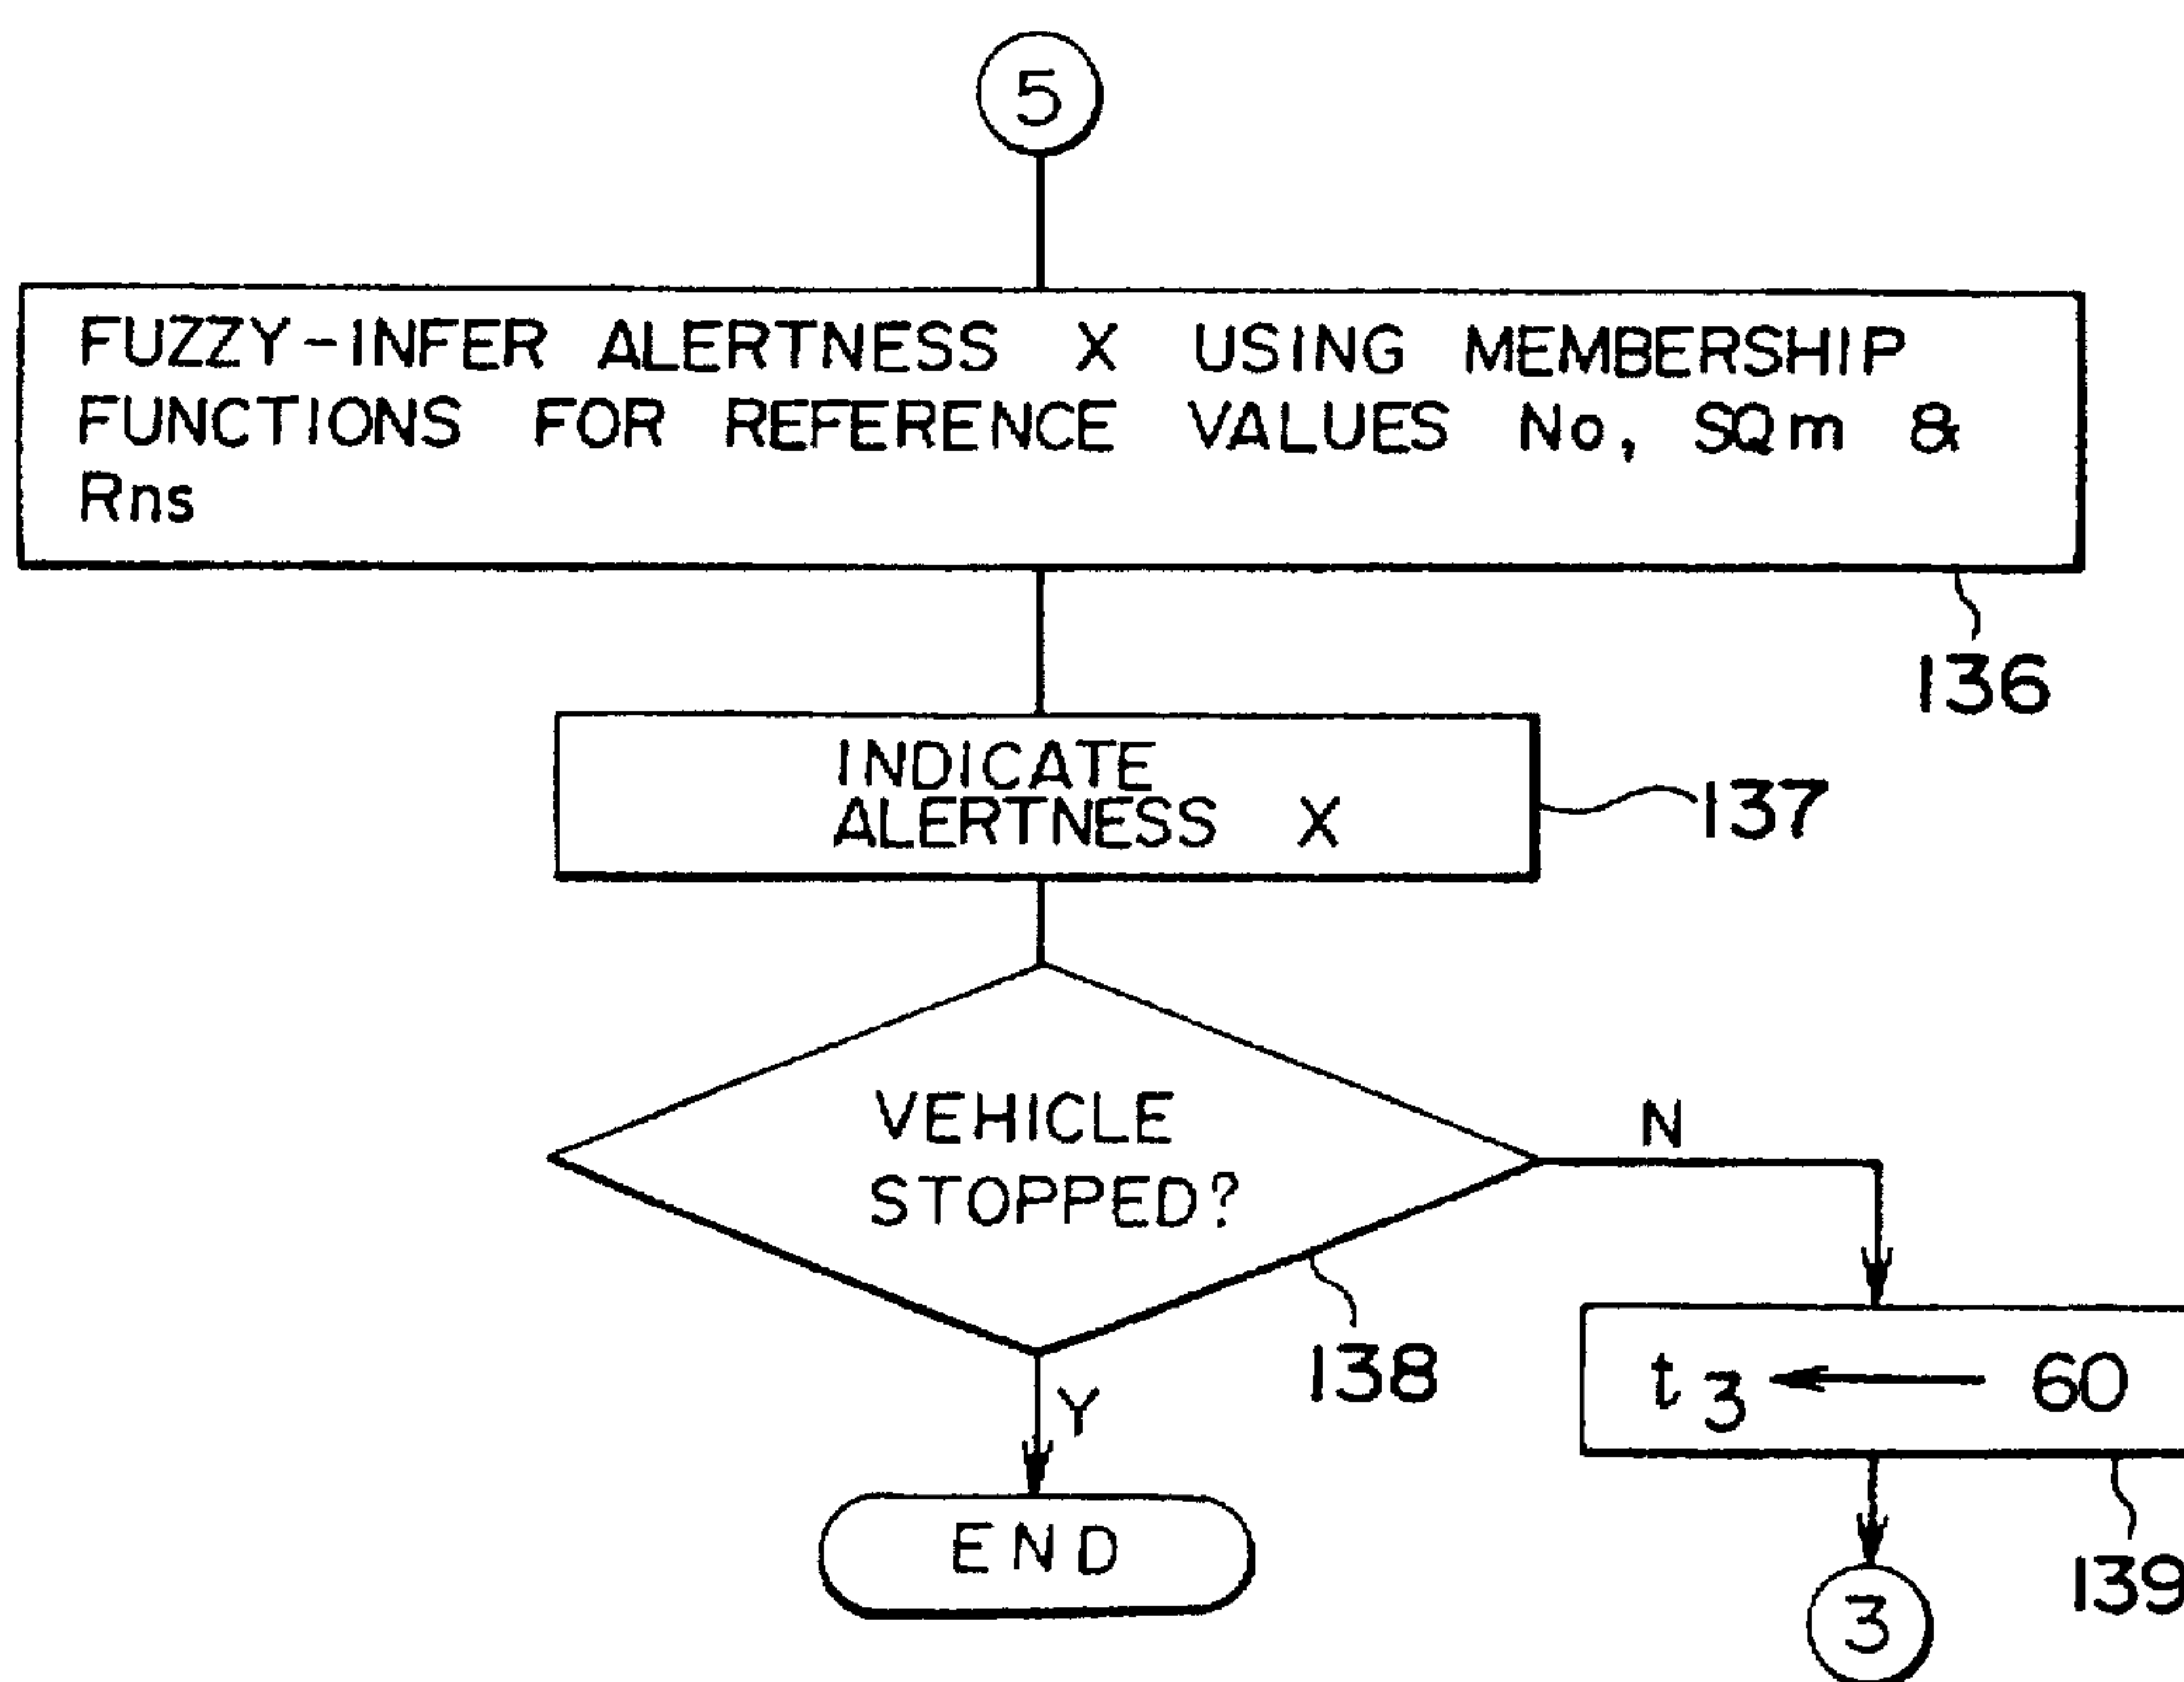 5
FUZZY-INFER ALERTNESS X USING MEMBERSHIP
FUNCTIONS FOR REFERENCE VALUES No, SQm &
Rns
136
INDICATE
ALERTNESS X
137
VEHICLE
STOPPED?
N
138
Y
t3 ← 60
END
139
3